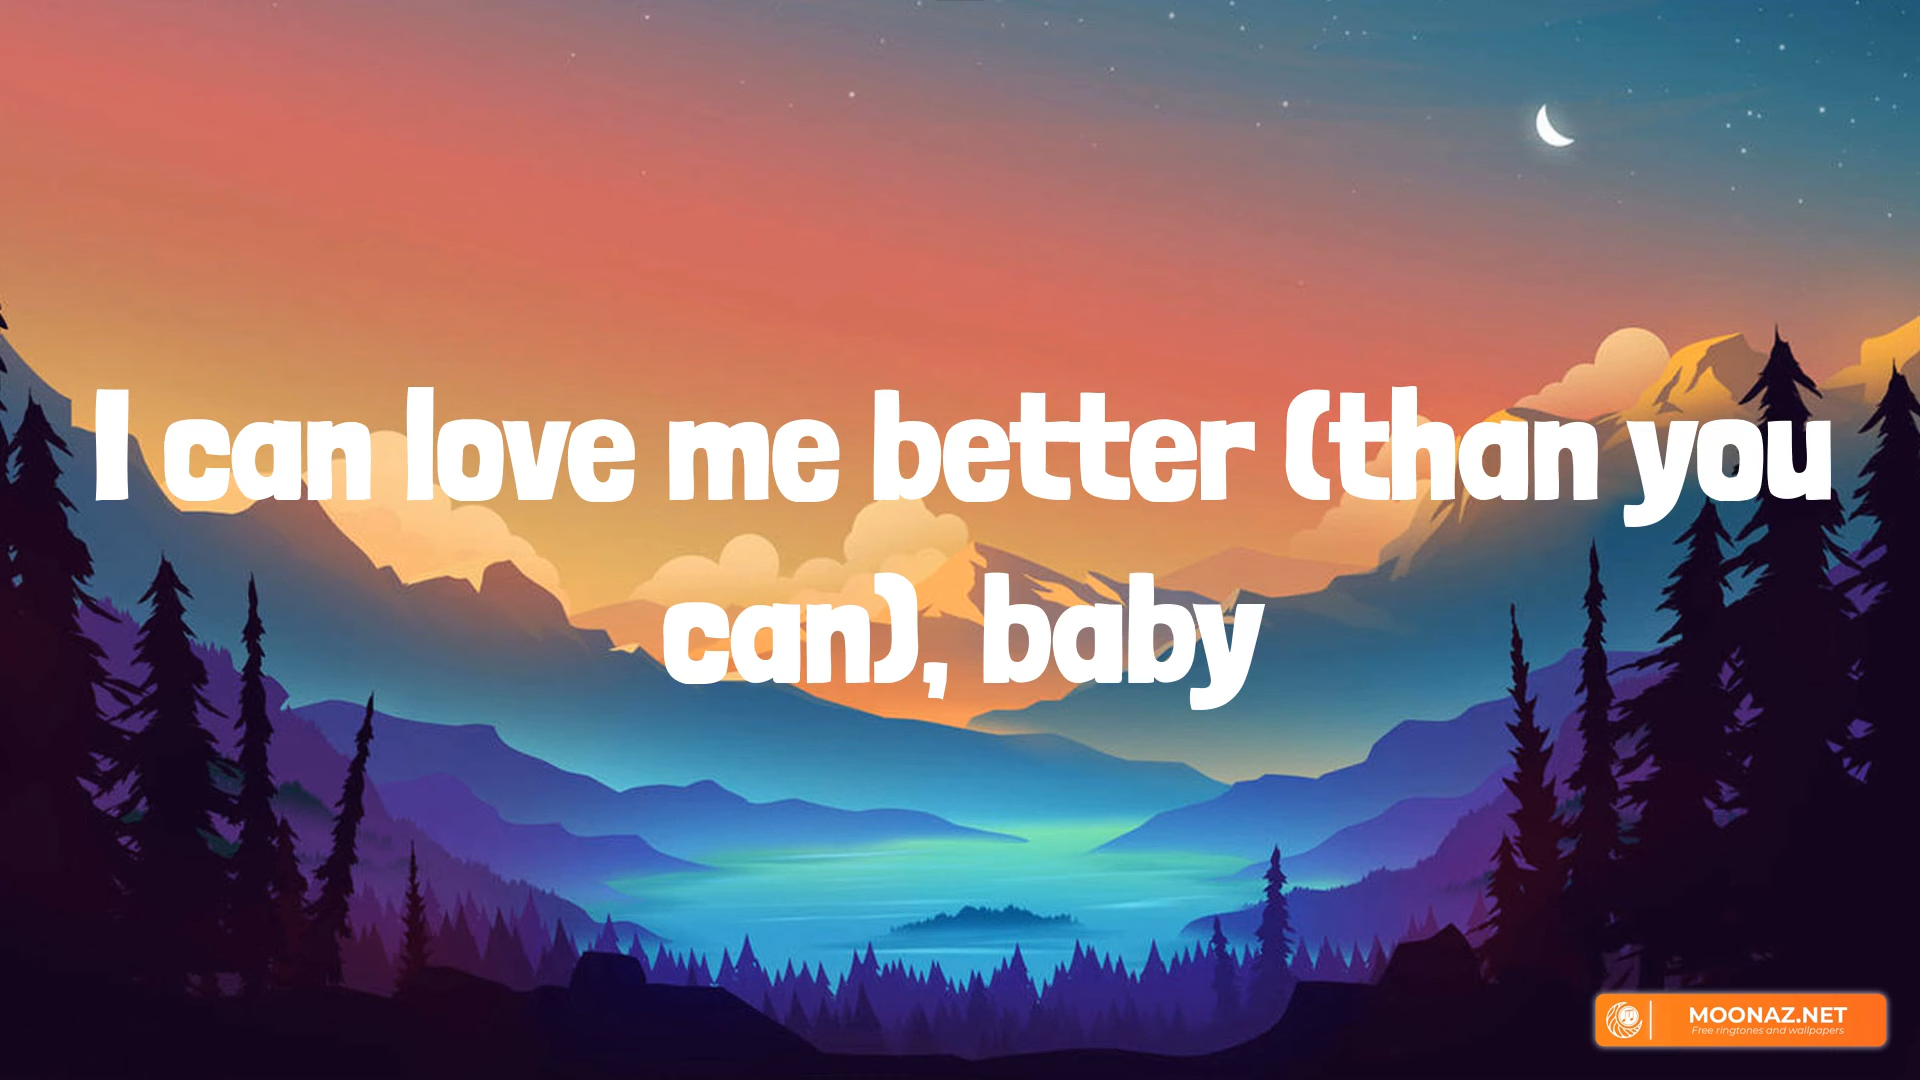 I can love me better (than you
can), baby
MOONAZ.NET
Free ringtones and wallpapers